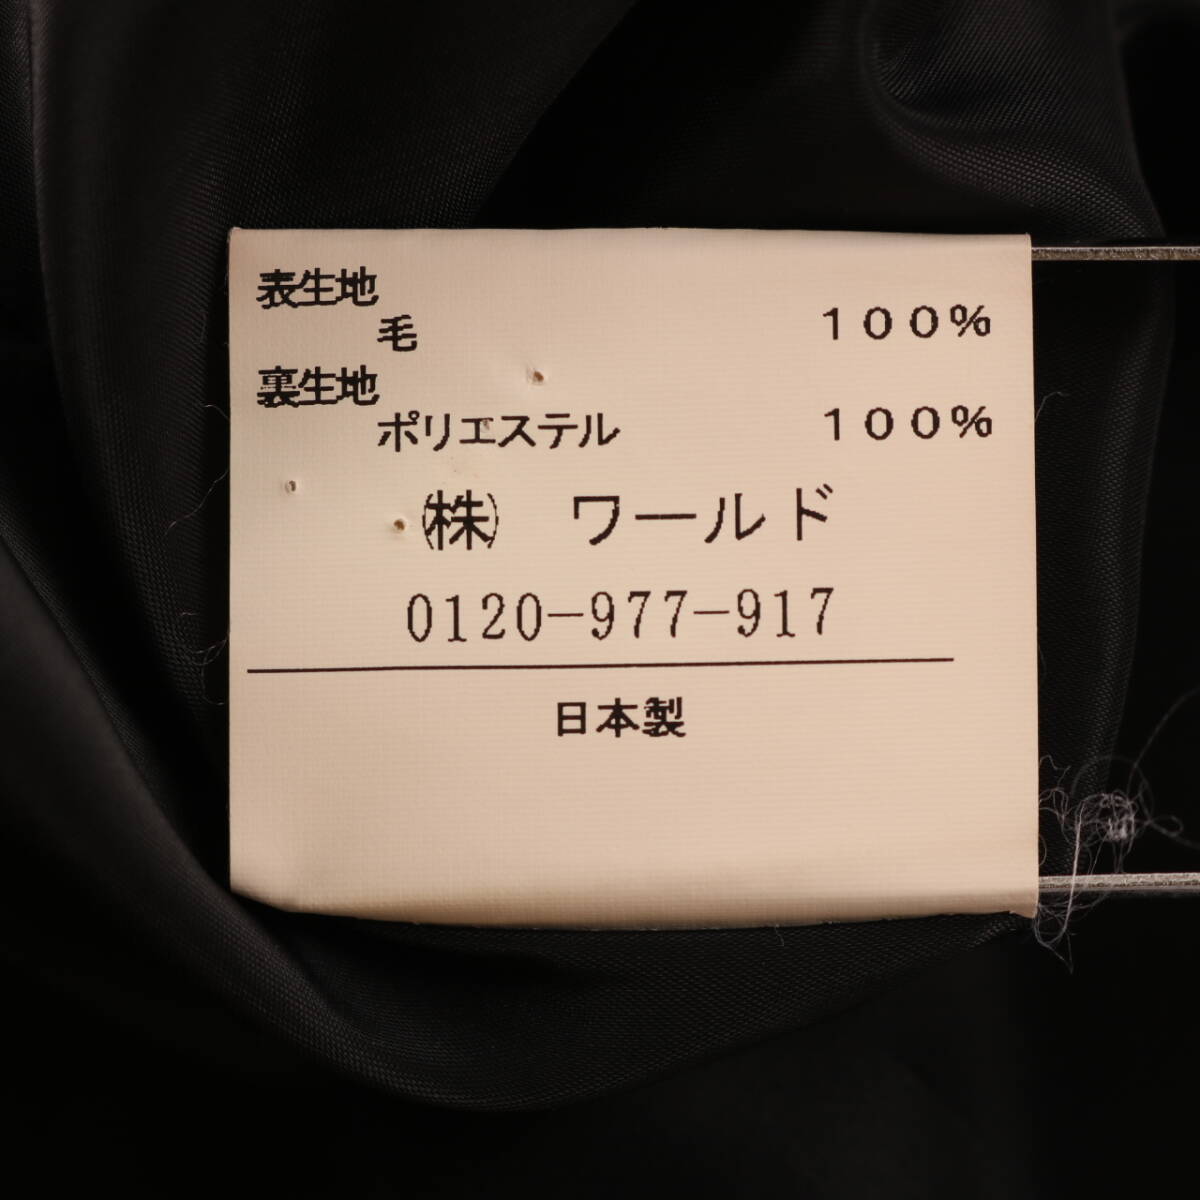 表生地
毛 １００％
裏生地
ポリエステル １００％
㈱ ワールド
0120-977-917
日本製